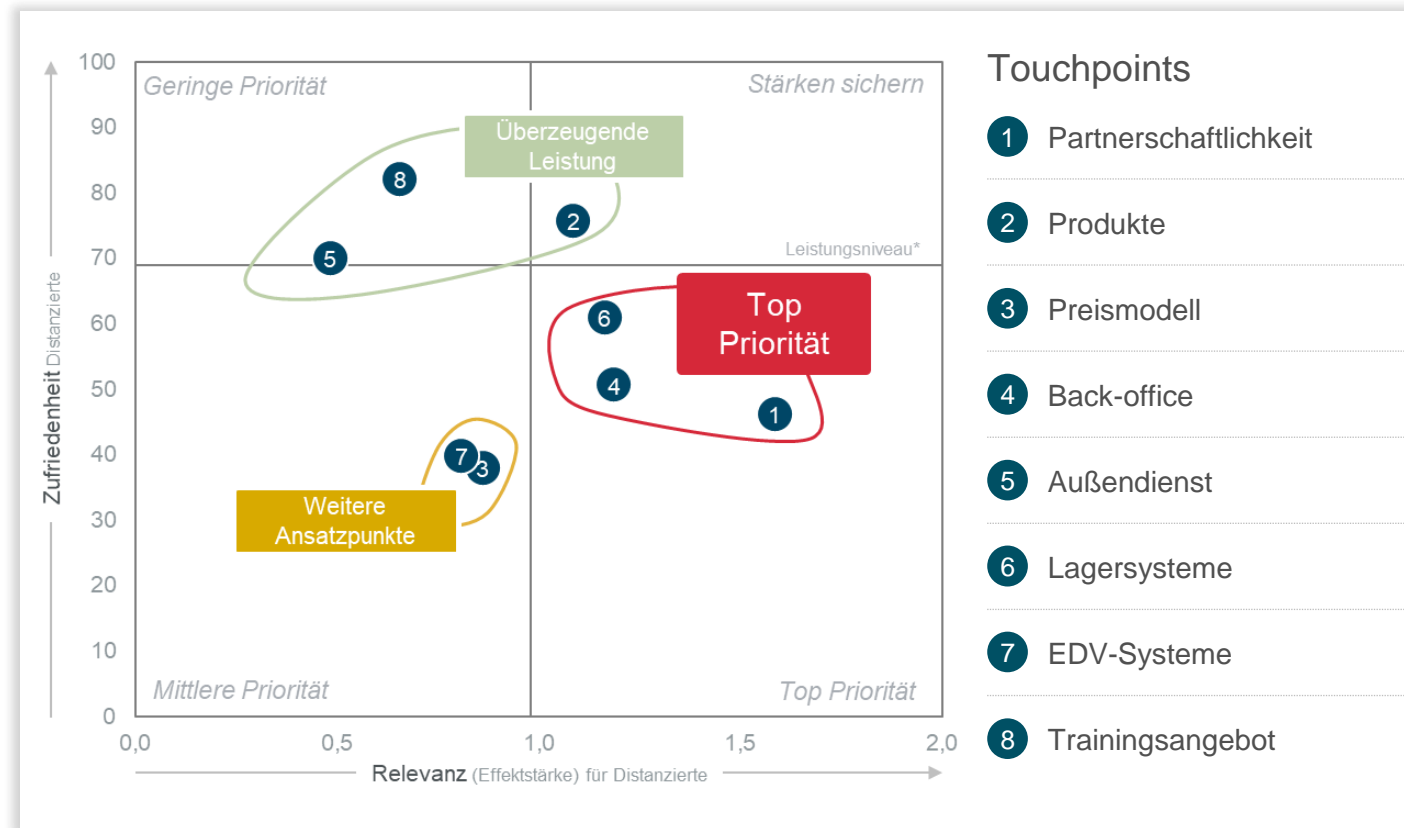 100
90
80
70
60
50
40
30
20
10
0
Zufriedenheit Distanzierte
Geringe Priorität
Stärken sichern
Überzeugende
Leistung
8
2
5
Leistungsniveau*
Top
Priorität
6
4
1
7
3
Weitere
Ansatzpunkte
Mittlere Priorität
Top Priorität
0,0
0,5
1,0
1,5
2,0
Relevanz (Effektstärke) für Distanzierte
Touchpoints
1 Partnerschaftlichkeit
2 Produkte
3 Preismodell
4 Back-office
5 Außendienst
6 Lagersysteme
7 EDV-Systeme
8 Trainingsangebot